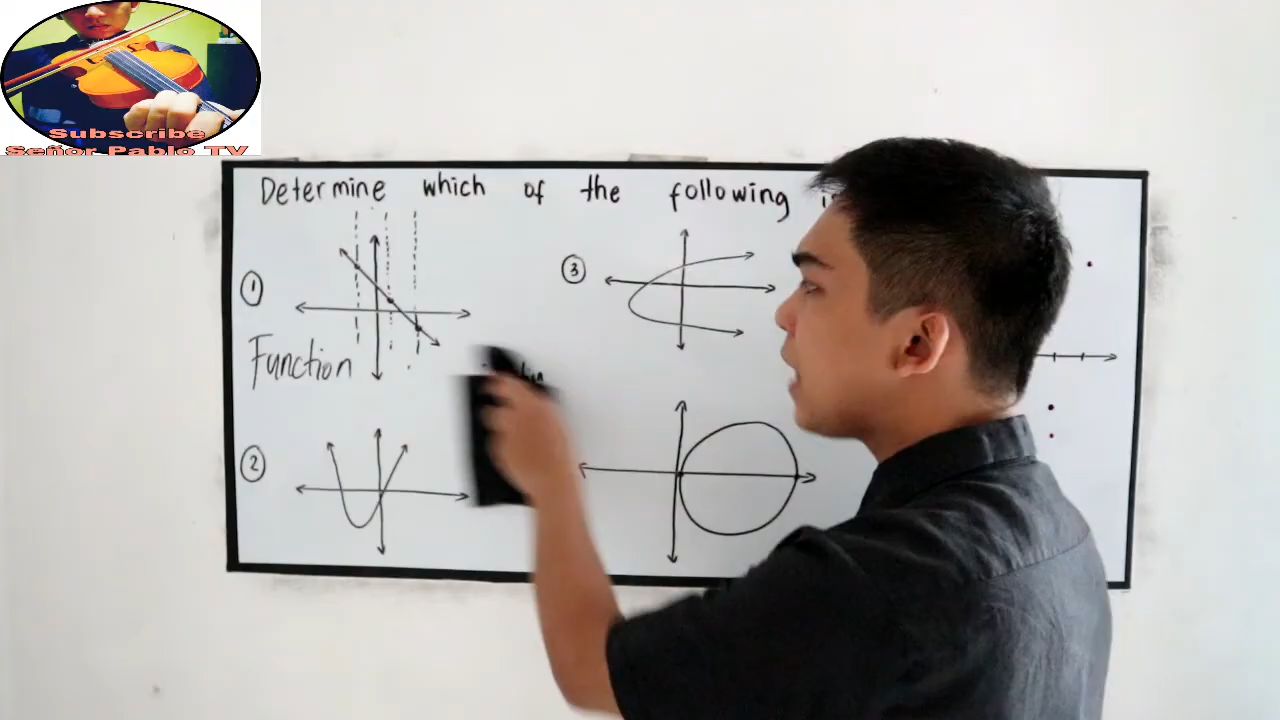 Subscribe
Señor Pablo TV
Determine which of the following
1
3
Function
2